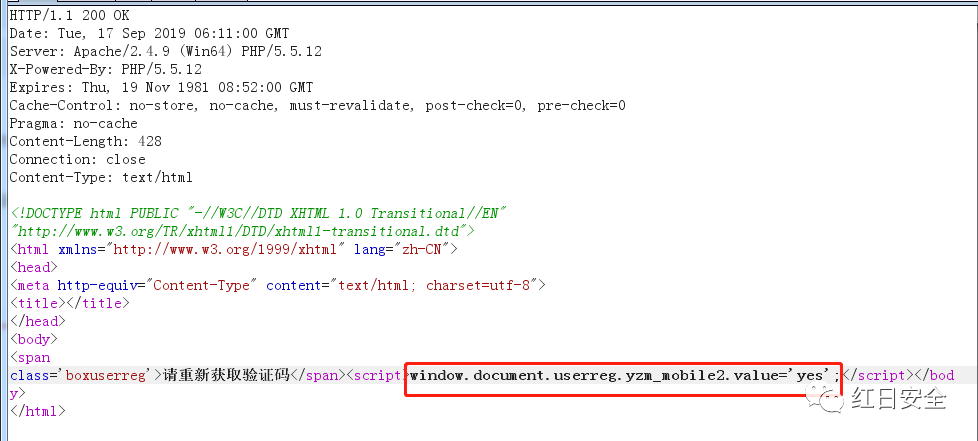 HTTP/1.1 200 OK
Date: Tue, 17 Sep 2019 06:11:00 GMT
Server: Apache/2.4.9 (Win64) PHP/5.5.12
X-Powered-By: PHP/5.5.12
Expires: Thu, 19 Nov 1981 08:52:00 GMT
Cache-Control: no-store, no-cache, must-revalidate, post-check=0, pre-check=0
Pragma: no-cache
Content-Length: 428
Connection: close
Content-Type: text/html

<!DOCTYPE html PUBLIC "-//W3C//DTD XHTML 1.0 Transitional//EN"
"http://www.w3.org/TR/xhtml1/DTD/xhtml1-transitional.dtd">
<html xmlns="http://www.w3.org/1999/xhtml" lang="zh-CN">
<head>
<meta http-equiv="Content-Type" content="text/html; charset=utf-8">
<title></title>
</head>
<body>
<span
class='boxuserreg'>请重新获取验证码</span><script>window.document.userreg.yzm_mobile2.value='yes';</script></bod
y>
</html>
红日安全